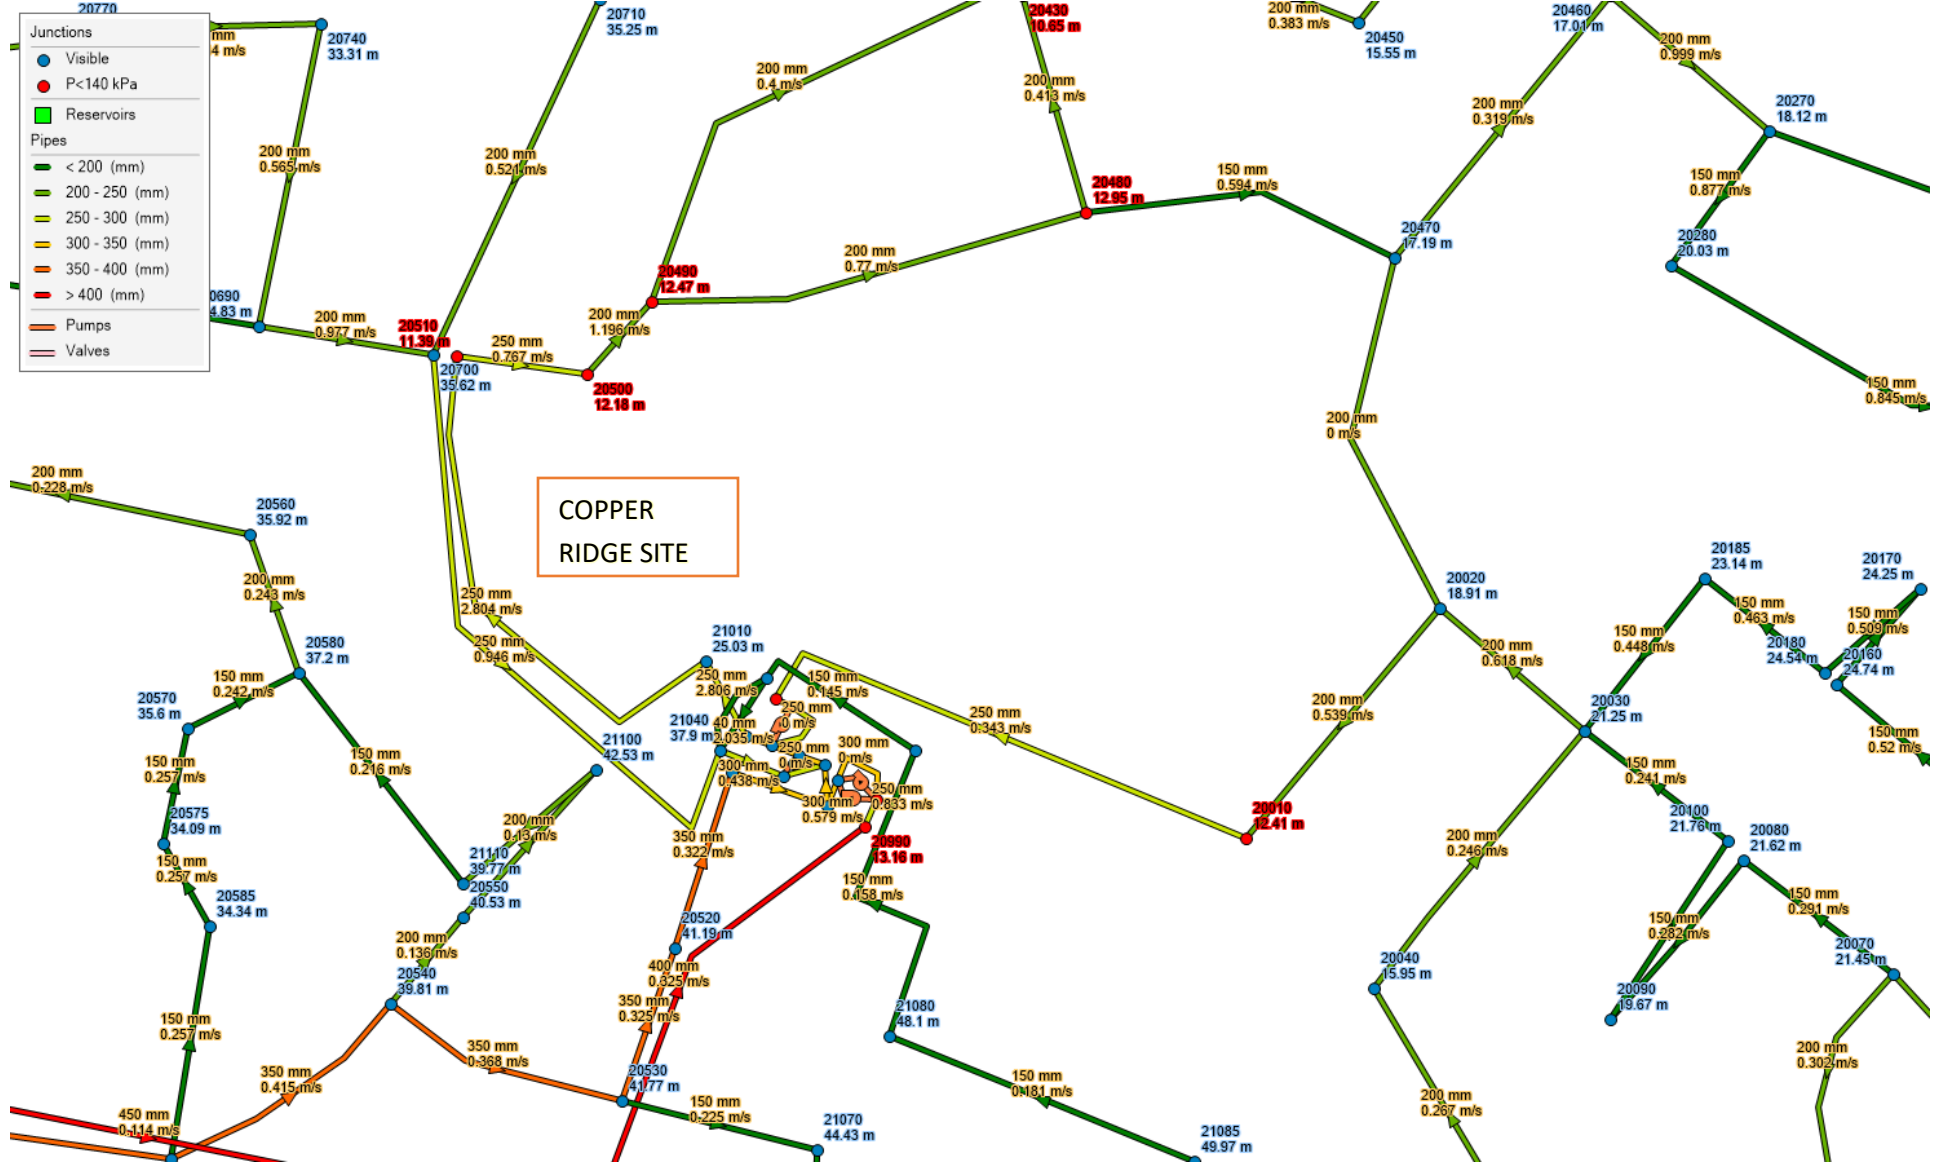 20770
Junctions
Visible
P<140 kPa
Reservoirs
Pipes
< 200 (mm)
200 - 250 (mm)
250 - 300 (mm)
300 - 350 (mm)
350 - 400 (mm)
> 400 (mm)
Pumps
Valves
mm
4 m/s
20740
33.31 m
20710
35.25 m
200 mm
0.4 m/s
20430
10.65 m
200 mm
0.413 m/s
200 mm
0.383 m/s
20450
15.55 m
20460
17.01 m
200 mm
0.999 m/s
200 mm
0.319 m/s
20270
18.12 m
200 mm
0.565 m/s
200 mm
0.521 m/s
20480
12.95 m
150 mm
0.594 m/s
150 mm
0.877 m/s
20470
17.19 m
20280
20.03 m
200 mm
0.77 m/s
20490
12.47 m
0690
4.83 m
200 mm
0.977 m/s
20510
11.39 m
200 mm
1.196 m/s
250 mm
0.767 m/s
20700
35.62 m
20500
12.18 m
150 mm
0.845 m/s
200 mm
0 m/s
200 mm
0.228 m/s
20560
35.92 m
COPPER
RIDGE SITE
20185
23.14 m
20170
24.25 m
200 mm
0.243 m/s
250 mm
2.804 m/s
20020
18.91 m
150 mm
0.463 m/s
150 mm
0.509 m/s
20580
37.2 m
250 mm
0.946 m/s
21010
25.03 m
200 mm
0.618 m/s
150 mm
0.448 m/s
20180
24.54 m
20160
24.74 m
150 mm
0.242 m/s
20570
35.6 m
250 mm
2.806 m/s
150 mm
0.145 m/s
250 mm
0 m/s
21040
37.9 m
40 mm
2.035 m/s
250 mm
0.343 m/s
200 mm
0.539 m/s
20030
21.25 m
150 mm
0.52 m/s
21100
42.53 m
250 mm
0 m/s
300 mm
0 m/s
150 mm
0.257 m/s
150 mm
0.216 m/s
300 mm
0.438 m/s
150 mm
0.241 m/s
250 mm
0.833 m/s
300 mm
0.579 m/s
20575
34.09 m
200 mm
0.13 m/s
20010
12.41 m
20100
21.76 m
20080
21.62 m
350 mm
0.322 m/s
20990
13.16 m
200 mm
0.246 m/s
21110
39.77 m
150 mm
0.257 m/s
20550
40.53 m
150 mm
0.158 m/s
150 mm
0.291 m/s
20585
34.34 m
20520
41.19 m
150 mm
0.282 m/s
200 mm
0.136 m/s
20070
21.45 m
20540
39.81 m
400 mm
0.325 m/s
20040
15.95 m
20090
19.67 m
350 mm
0.325 m/s
21080
48.1 m
150 mm
0.257 m/s
350 mm
0.368 m/s
200 mm
0.302 m/s
350 mm
0.415 m/s
20530
41.77 m
150 mm
0.181 m/s
200 mm
0.267 m/s
150 mm
0.225 m/s
450 mm
0.114 m/s
21070
44.43 m
21085
49.97 m